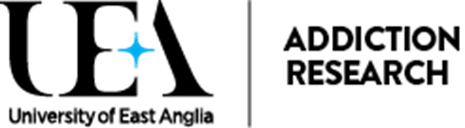 UEA
University of East Anglia
ADDICTION
RESEARCH